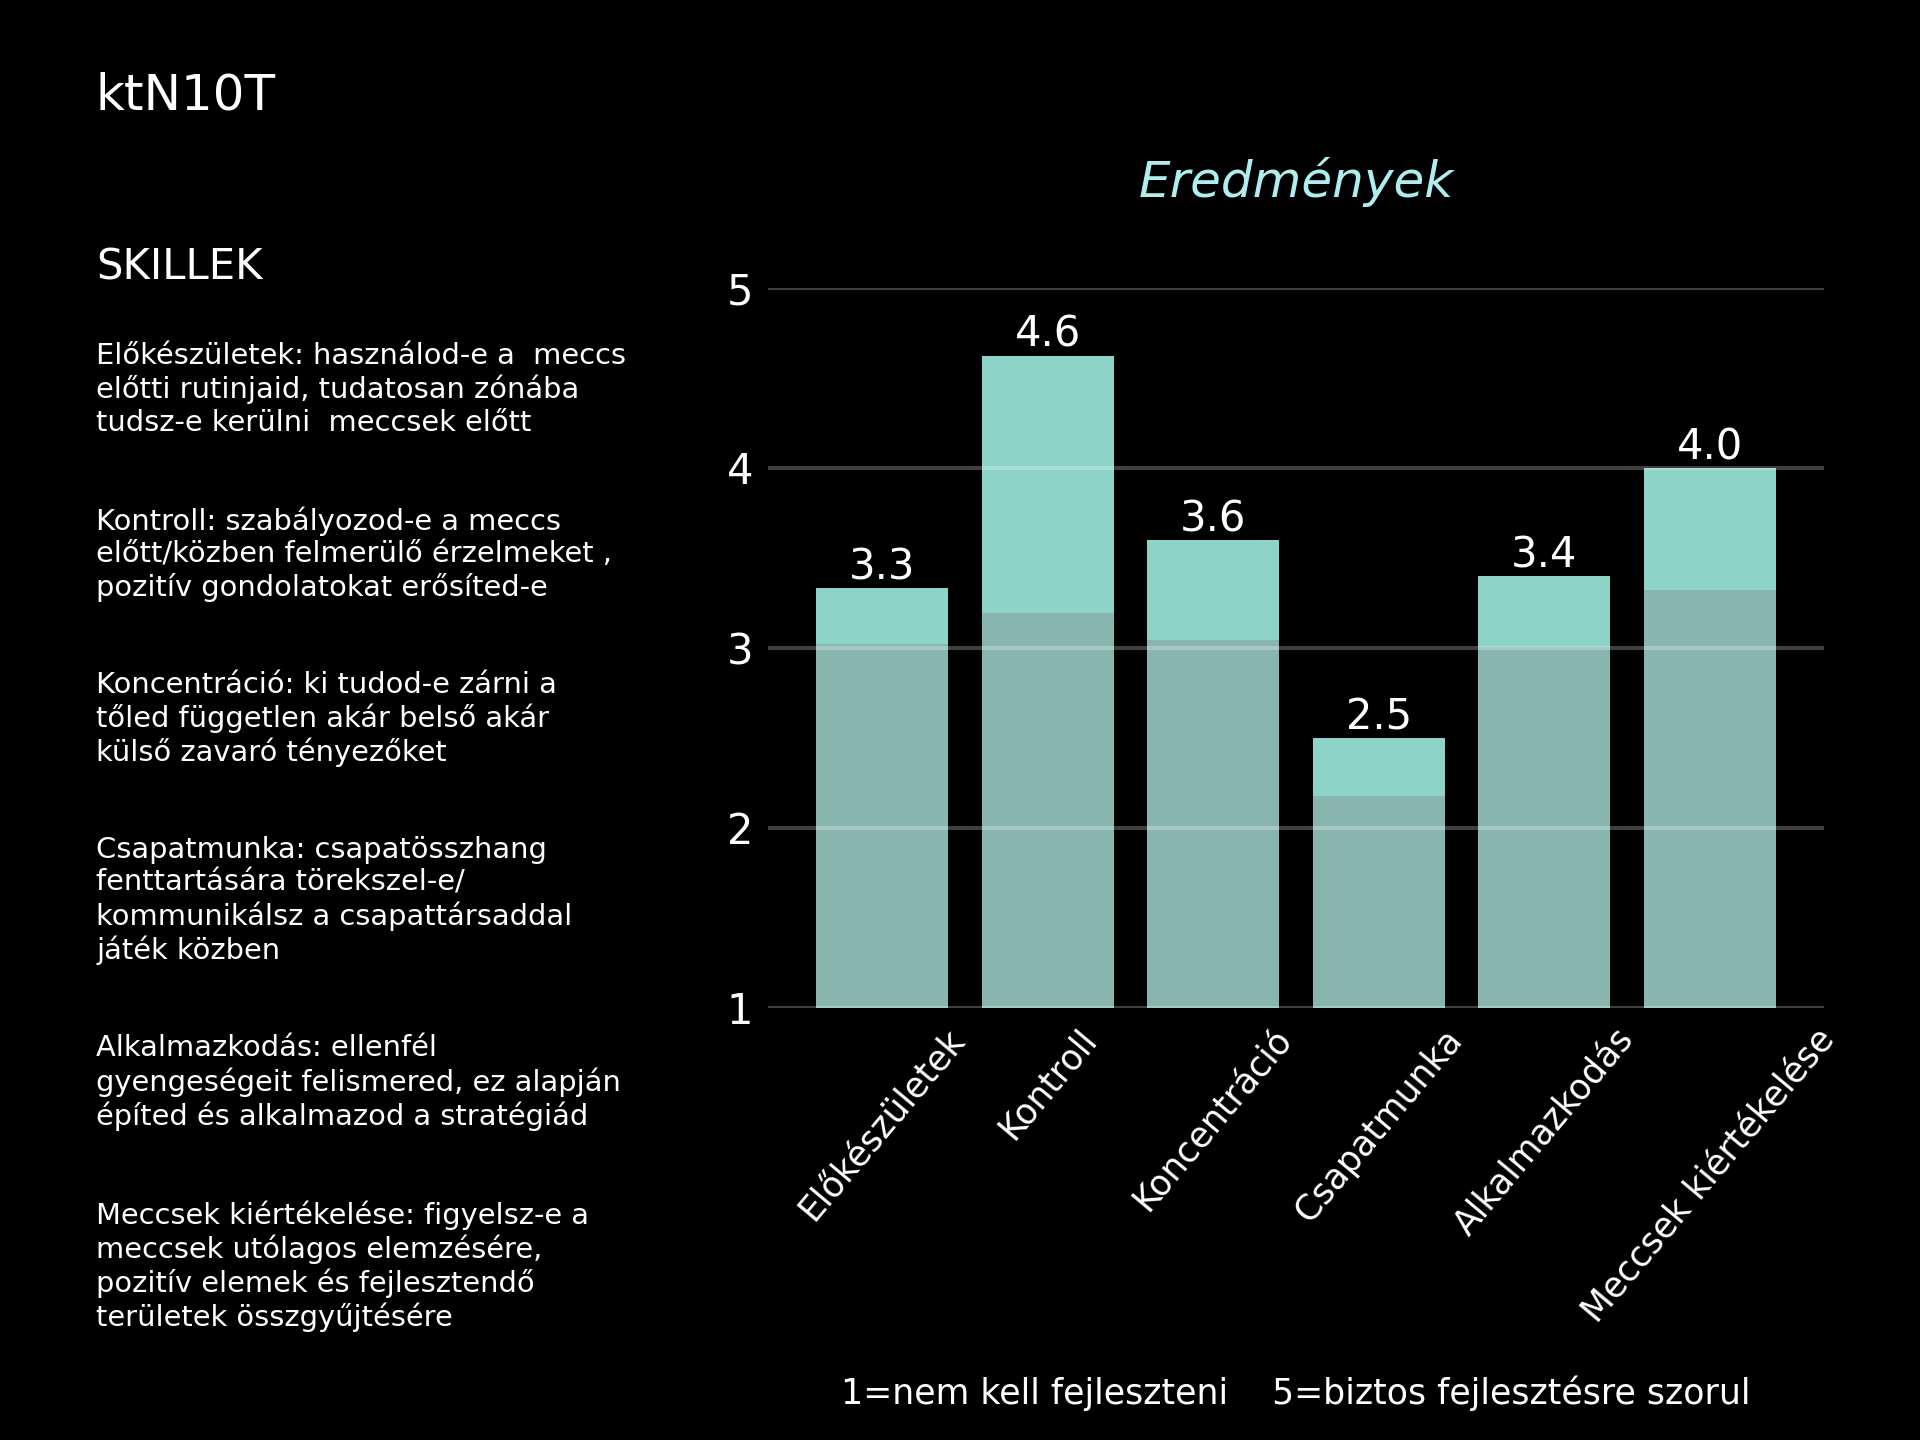 ktN10T
SKILLEK
Előkészületek: használod-e a  meccs
előtti rutinjaid, tudatosan zónába
tudsz-e kerülni  meccsek előtt
Kontroll: szabályozod-e a meccs
előtt/közben felmerülő érzelmeket ,
pozitív gondolatokat erősíted-e
Koncentráció: ki tudod-e zárni a
tőled független akár belső akár
külső zavaró tényezőket
Csapatmunka: csapatösszhang
fenttartására törekszel-e/
kommunikálsz a csapattársaddal
játék közben
Alkalmazkodás: ellenfél
gyengeségeit felismered, ez alapján
építed és alkalmazod a stratégiád
Meccsek kiértékelése: figyelsz-e a
meccsek utólagos elemzésére,
pozitív elemek és fejlesztendő
területek összgyűjtésére
Eredmények
5
4
3
2
1
3.3
4.6
3.6
2.5
3.4
4.0
Előkészületek
Kontroll
Koncentráció
Csapatmunka
Alkalmazkodás
Meccsek kiértékelése
1=nem kell fejleszteni    5=biztos fejlesztésre szorul